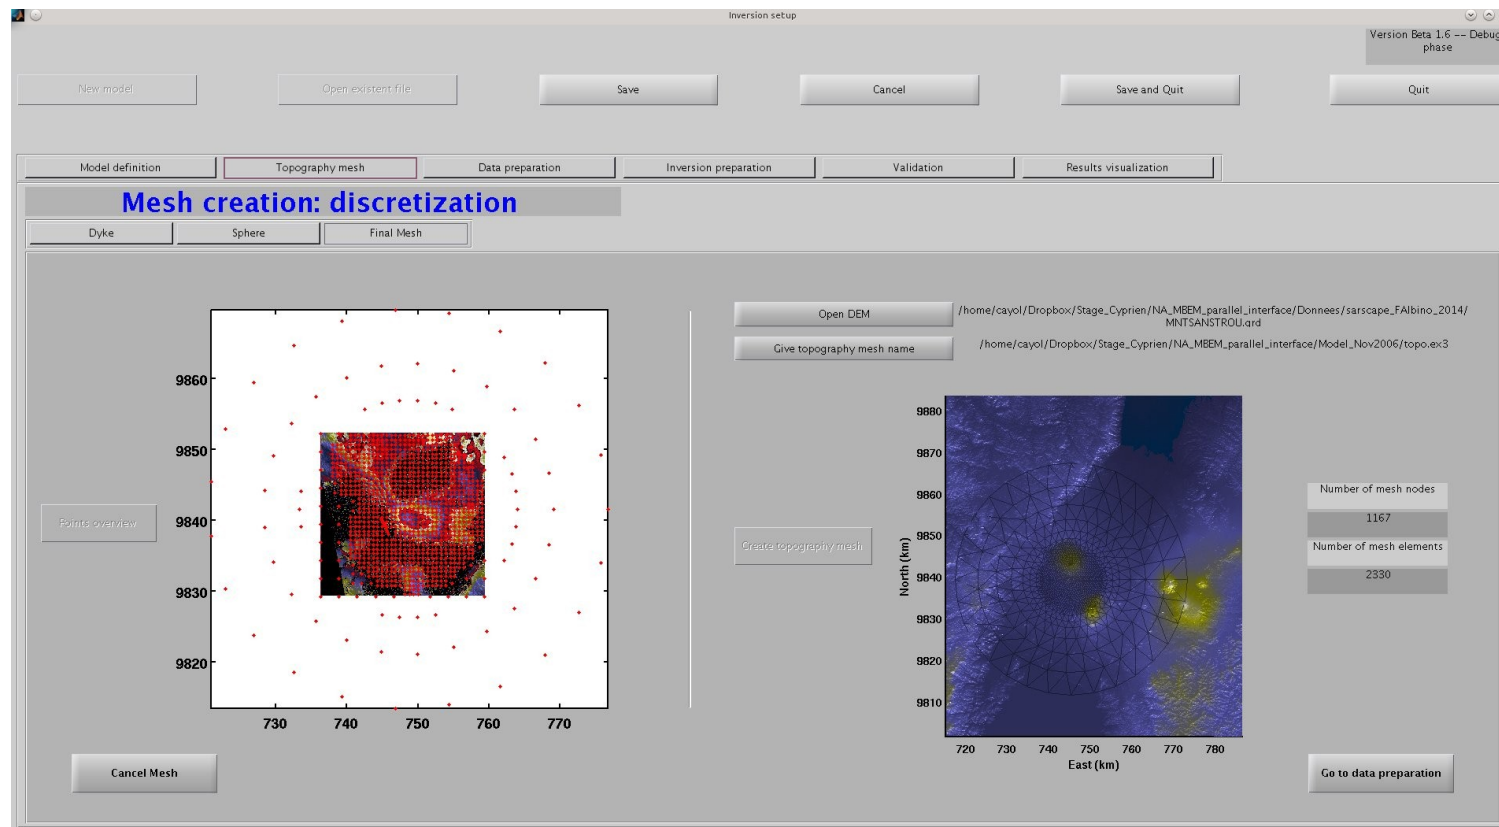 Inversion setup
Version Beta 1.6 -- Debug
phase
New model
Open existent file
Save
Cancel
Save and Quit
Quit
Model definition
Topography mesh
Data preparation
Inversion preparation
Validation
Results visualization
Mesh creation: discretization
Dyke
Sphere
Final Mesh
Points overview
9860
9850
9840
9830
9820
730
740
750
760
770
Cancel Mesh
Open DEM
/home/cayol/Dropbox/Stage_Cyprien/NA_MBEM_parallel_interface/Donnees/sarscape_FAlbino_2014/
MNTSANSTROU.grd
Give topography mesh name
/home/cayol/Dropbox/Stage_Cyprien/NA_MBEM_parallel_interface/Model_Nov2006/topo.ex3
Create topography mesh
North (km)
9880
9870
9860
9850
9840
9830
9820
9810
720
730
740
750
760
770
780
East (km)
Number of mesh nodes
1167
Number of mesh elements
2330
Go to data preparation